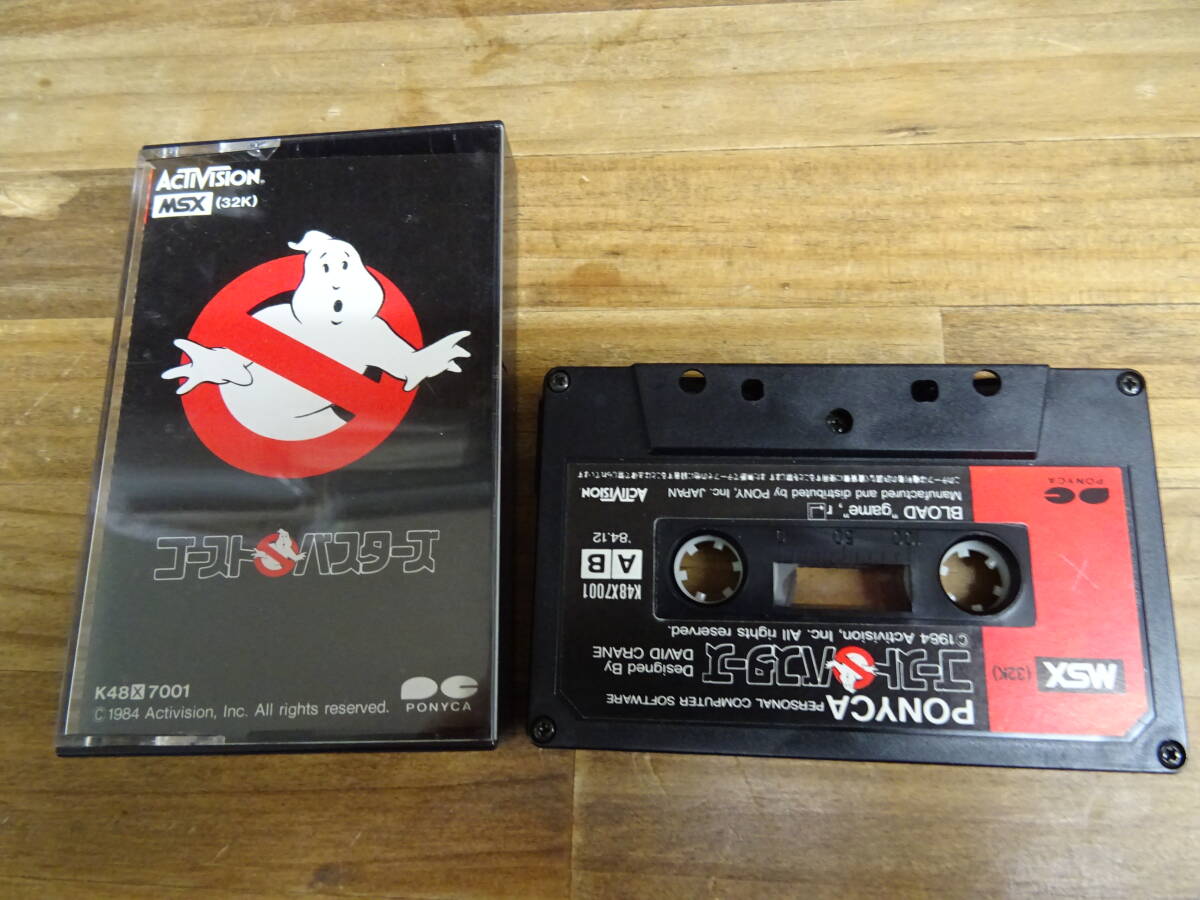 ACTIVISION®
MSX (32K)
ゴーストバスターズ
K48X7001
© 1984 Activision, Inc. All rights reserved.
PONYCA
PONYCA PERSONAL COMPUTER SOFTWARE
MSX
(32K)
ゴーストバスターズ
Designed By
DAVID CRANE
© 1984 Activision, Inc. All rights reserved.
K48X7001
A B
'84.12
0 50 100
BLOAD "game", r
Manufactured and distributed by PONY, Inc. JAPAN
ACTIVISION
PONYCA